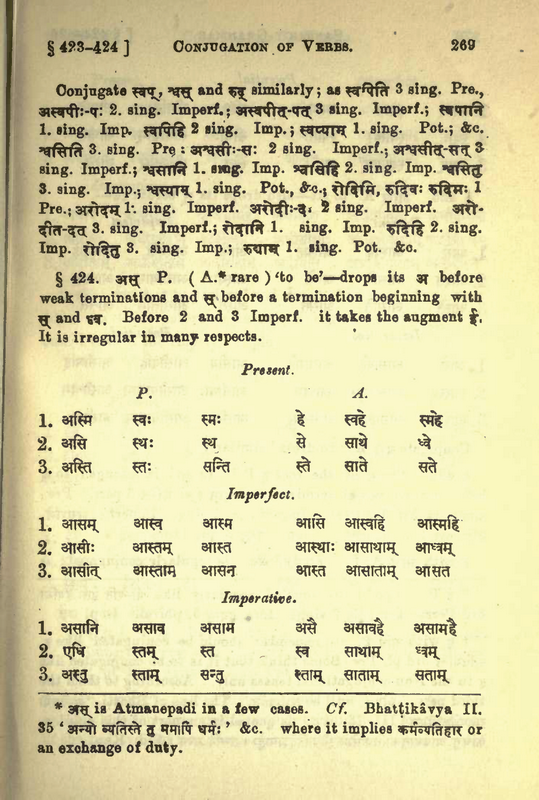 § 423-424 ] CONJUGATION OF VERBS. 269
Conjugate स्वप्, श्वस् and रुद् similarly; as स्वपिति 3 sing. Pre.,
अस्वपीः-पः 2. sing. Imperf.; अस्वपीत्-पत् 3 sing. Imperf.; स्वपानि
1. sing. Imp. स्वपिहि 2 sing. Imp.; स्वप्याम् 1. sing. Pot.; &c.
श्वसिति 3. sing. Pre; अश्वसीः-सः 2 sing. Imperf.; अश्वसीत्-सत् 3
sing. Imperf.; श्वसानि 1. sing. Imp. श्वसिहि 2. sing. Imp. श्वसितु
3. sing. Imp.; श्वस्याम् 1. sing. Pot., &c.; रोदिमि, रुदिवः रुदिमः 1
Pre.; अरोदम् 1. sing. Imperf. अरोदीः-दः 2 sing. Imperf. अरो-
दीत-दत् 3. sing. Imperf.; रोदानि 1. sing. Imp. रुदिहि 2. sing.
Imp. रोदितु 3. sing. Imp.; रुद्याम् 1. sing. Pot. &c.
§ 424. अस् P. ( A.* rare ) 'to be'—drops its अ before
weak terminations and स् before a termination beginning with
स् and ध्व. Before 2 and 3 Imperf. it takes the augment ई.
It is irregular in many respects.
Present.
P. A.
1. अस्मि स्वः स्मः हे स्वहे स्महे
2. असि स्थः स्थ से साथे ध्वे
3. अस्ति स्तः सन्ति स्ते साते सते
Imperfect.
1. आसम् आस्व आस्म आसि आस्वहि आस्महि
2. आसीः आस्तम् आस्त आस्थाः आसाथाम् आध्वम्
3. आसीत् आस्ताम् आसन आस्त आसाताम् आसत
Imperative.
1. असानि असाव असाम असै असावहै असामहै
2. एधि स्तम् स्त स्व साथाम् ध्वम्
3. अस्तु स्ताम् सन्तु स्ताम् साताम् सताम्
* अस् is Atmanepadi in a few cases. Cf. Bhaṭṭikâvya II.
35 ' अन्यो व्यतिस्ते तु ममापि धर्मः ' &c. where it implies कर्मव्यतिहार or
an exchange of duty.